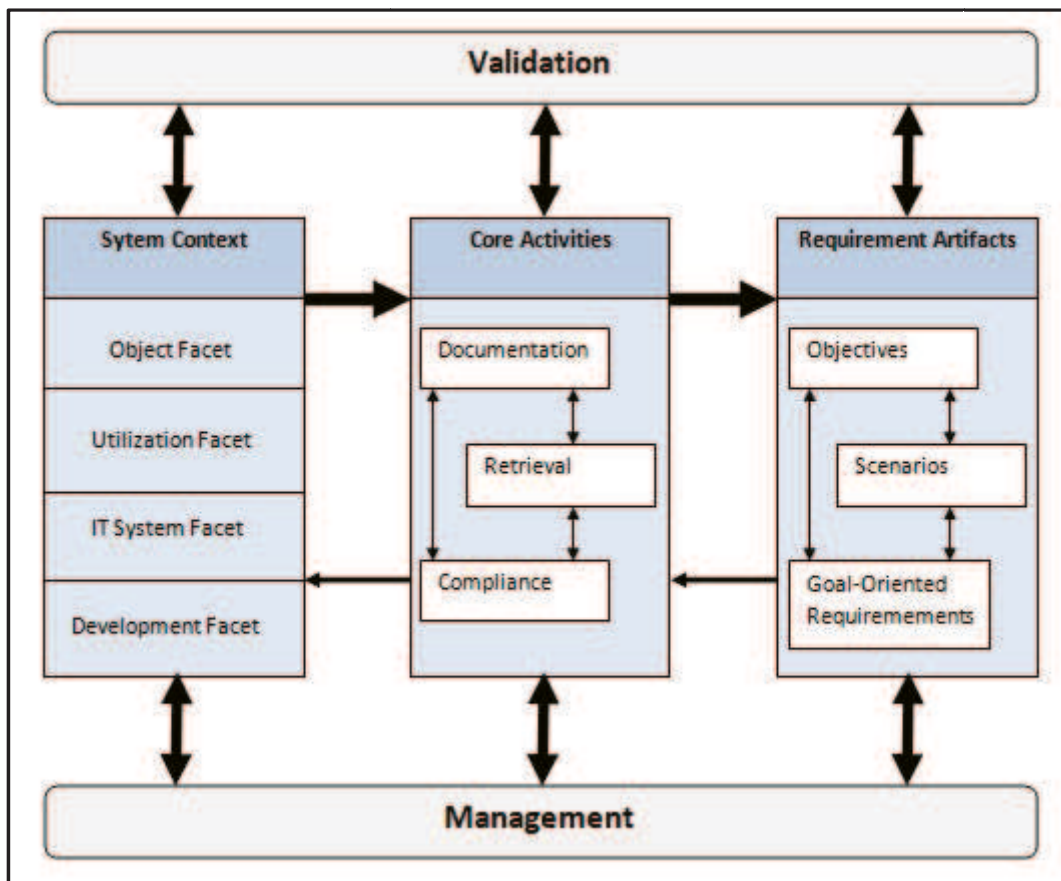 Validation
Sytem Context
Object Facet
Utilization Facet
IT System Facet
Development Facet
Core Activities
Documentation
Retrieval
Compliance
Requirement Artifacts
Objectives
Scenarios
Goal-Oriented
Requiremements
Management